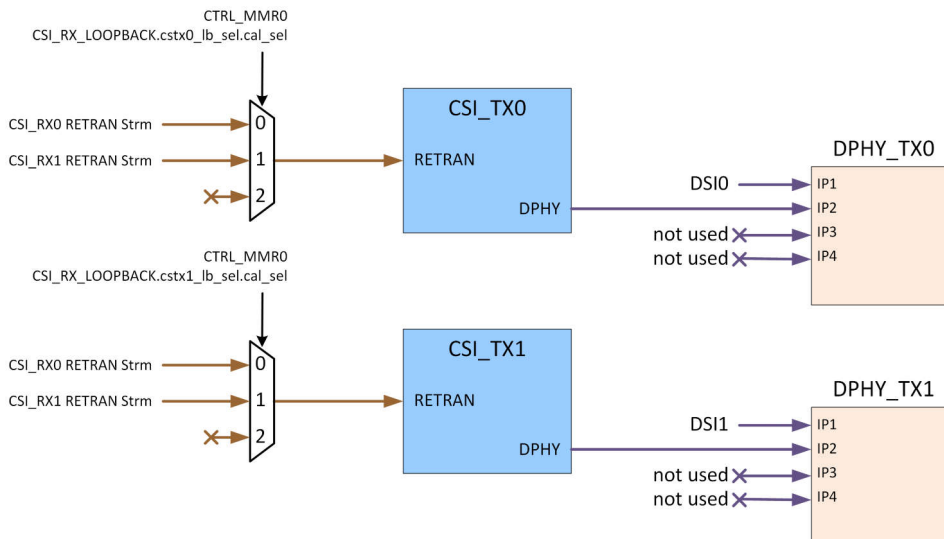 CTRL_MMR0
CSI_RX_LOOPBACK.cstx0_lb_sel.cal_sel
CSI_RX0 RETRAN Strm
0
CSI_RX1 RETRAN Strm
1
2
CSI_TX0
RETRAN
DPHY
DPHY_TX0
DSI0
IP1
IP2
not used
IP3
not used
IP4
CTRL_MMR0
CSI_RX_LOOPBACK.cstx1_lb_sel.cal_sel
CSI_RX0 RETRAN Strm
0
CSI_RX1 RETRAN Strm
1
2
CSI_TX1
RETRAN
DPHY
DPHY_TX1
DSI1
IP1
IP2
not used
IP3
not used
IP4